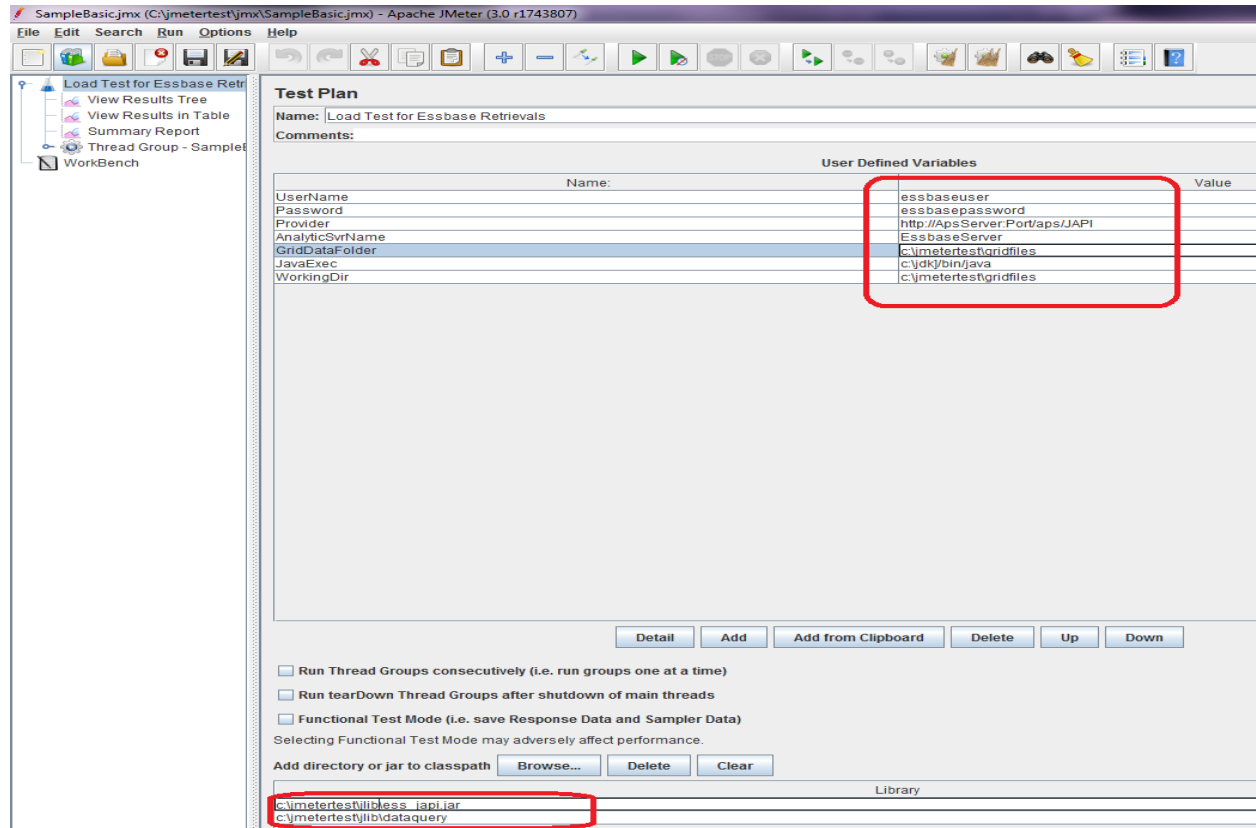 SampleBasic.jmx (C:\jmetertest\jmx\SampleBasic.jmx) - Apache JMeter (3.0 r1743807)
File Edit Search Run Options Help
Load Test for Essbase Retr
View Results Tree
View Results in Table
Summary Report
Thread Group - SampleE
WorkBench
Test Plan
Name: Load Test for Essbase Retrievals
Comments:
User Defined Variables
Name: Value
UserName essbaseuser
Password essbasepassword
Provider http://ApsServer:Port/aps/JAPI
AnalyticSvrName EssbaseServer
GridDataFolder c:\jmetertest\gridfiles
JavaExec c:\jdk]/bin/java
WorkingDir c:\jmetertest\gridfiles
Detail Add Add from Clipboard Delete Up Down
Run Thread Groups consecutively (i.e. run groups one at a time)
Run tearDown Thread Groups after shutdown of main threads
Functional Test Mode (i.e. save Response Data and Sampler Data)
Selecting Functional Test Mode may adversely affect performance.
Add directory or jar to classpath Browse... Delete Clear
Library
c:\jmetertest\jlib\ess_japi.jar
c:\jmetertest\jlib\dataquery